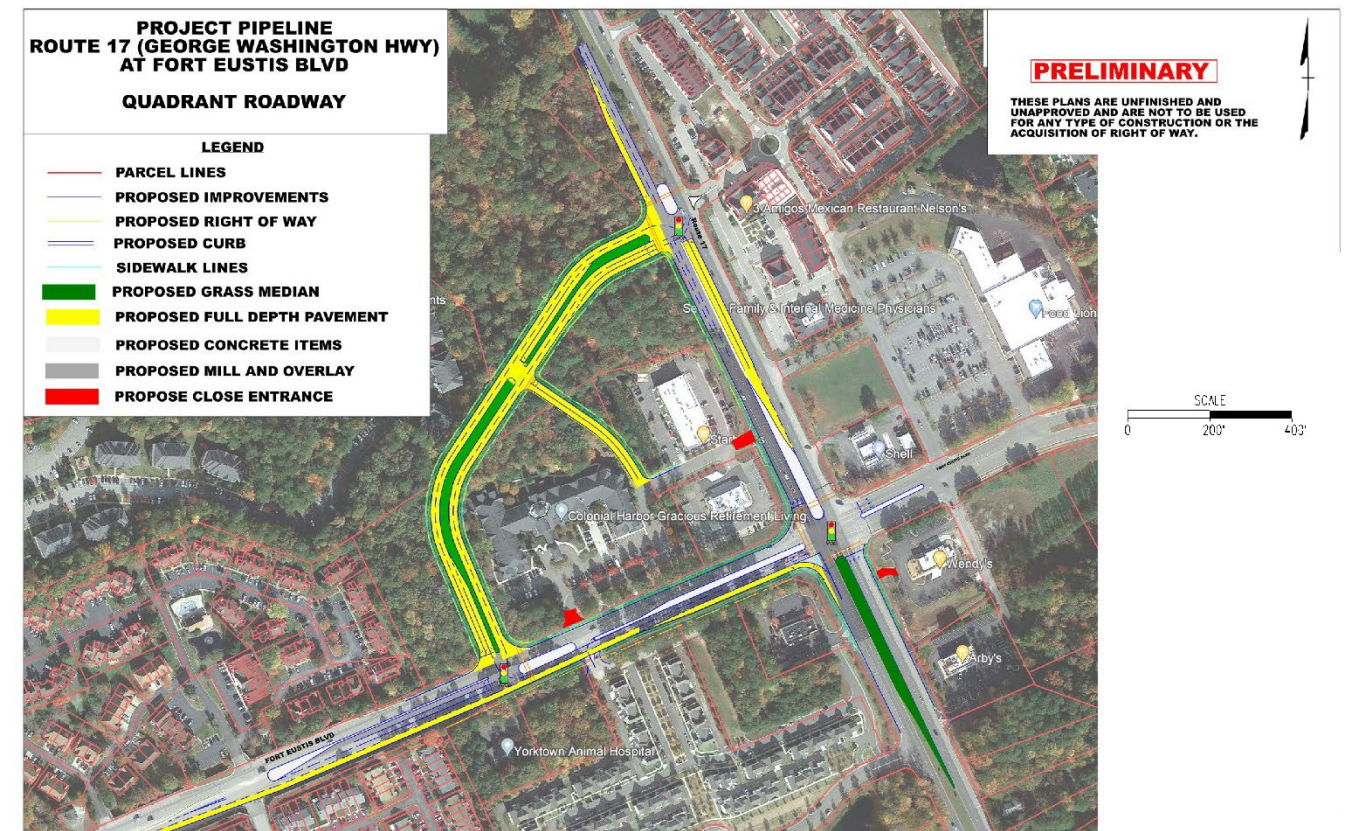 PROJECT PIPELINE
ROUTE 17 (GEORGE WASHINGTON HWY)
AT FORT EUSTIS BLVD
QUADRANT ROADWAY
LEGEND
PARCEL LINES
PROPOSED IMPROVEMENTS
PROPOSED RIGHT OF WAY
PROPOSED CURB
SIDEWALK LINES
PROPOSED GRASS MEDIAN
PROPOSED FULL DEPTH PAVEMENT
PROPOSED CONCRETE ITEMS
PROPOSED MILL AND OVERLAY
PROPOSE CLOSE ENTRANCE
PRELIMINARY
THESE PLANS ARE UNFINISHED AND
UNAPPROVED AND ARE NOT TO BE USED
FOR ANY TYPE OF CONSTRUCTION OR THE
ACQUISITION OF RIGHT OF WAY.
3 Amigos Mexican Restaurant Nelson's...
Route 17
Family & Internal Medicine Physicians
Food Lion
SCALE
0 200' 400'
Shell
FORT EUSTIS BLVD
Colonial Harbor Gracious Retirement Living
Wendy's
Arby's
FORT EUSTIS BLVD
Yorktown Animal Hospital